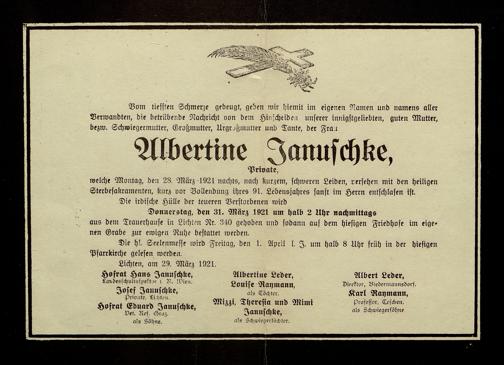 Vom tiefsten Schmerze gebeugt, geben wir hiemit im eigenen Namen und namens aller
Verwandten, die betrübende Nachricht von dem Hinscheiden unserer innigstgeliebten, guten Mutter,
bezw. Schwiegermutter, Großmutter, Urgroßmutter und Tante, der Frau
Albertine Januschke,
Private,
welche Montag, den 28. März 1921 nachts, nach kurzem, schweren Leiden, versehen mit den heiligen
Sterbesakramenten, kurz vor Vollendung ihres 91. Lebensjahres sanft im Herrn entschlafen ist.
Die irdische Hülle der teueren Verstorbenen wird
Donnerstag, den 31. März 1921 um halb 2 Uhr nachmittags
aus dem Trauerhause in Lichten Nr. 340 gehoben und sodann auf dem hiesigen Friedhofe im eige-
nen Grabe zur ewigen Ruhe bestattet werden.
Die hl. Seelenmesse wird Freitag, den 1. April l. J. um halb 8 Uhr früh in der hiesigen
Pfarrkirche gelesen werden.
Lichten, am 29. März 1921.
Hofrat Hans Januschke,
Landesschulinspektor i. R. Wien.
Josef Januschke,
Private, Lichten.
Hofrat Eduard Januschke,
Vet. Ref. Graz.
als Söhne.
Albertine Leder,
Louise Raymann,
als Töchter.
Mizzi, Theresia und Mimi
Januschke,
als Schwiegertöchter.
Albert Leder,
Direktor, Biedermannsdorf.
Karl Raymann,
Professor, Teschen.
als Schwiegersöhne